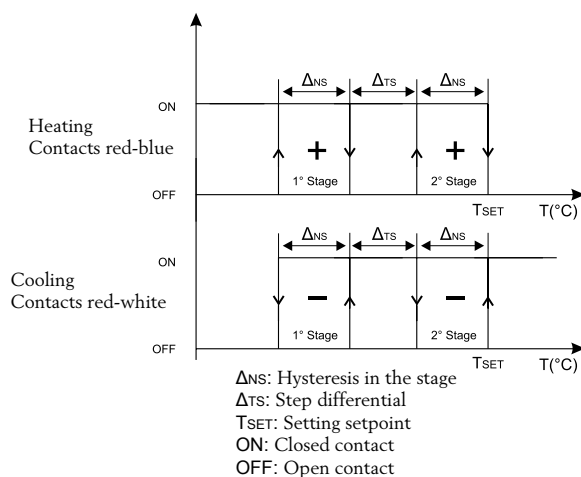 ΔNS ΔTS ΔNS
ON
Heating
Contacts red-blue
+ +
1° Stage 2° Stage
OFF
TSET T(°C)
ΔNS ΔTS ΔNS
ON
Cooling
Contacts red-white
− −
1° Stage 2° Stage
OFF
TSET T(°C)
ΔNS: Hysteresis in the stage
ΔTS: Step differential
TSET: Setting setpoint
ON: Closed contact
OFF: Open contact